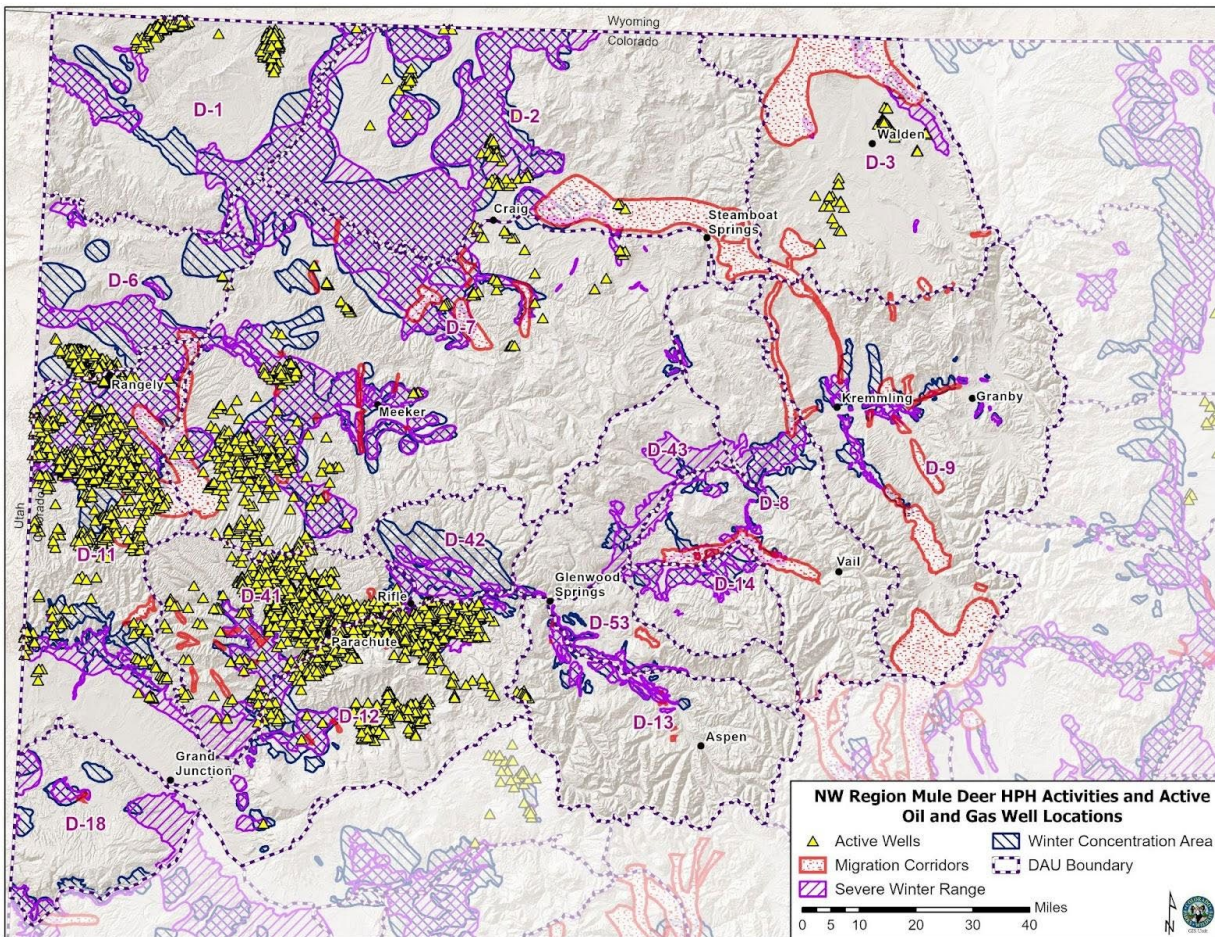 Wyoming
Colorado
D-1
D-2
Walden
D-3
Craig
Steamboat
Springs
D-6
D-7
Rangely
Meeker
Kremmling
Granby
D-43
D-9
D-8
Utah
Colorado
D-11
D-42
Vail
D-14
D-41
Rifle
Glenwood
Springs
D-53
Parachute
D-12
D-13
Aspen
Grand
Junction
D-18
NW Region Mule Deer HPH Activities and Active
Oil and Gas Well Locations
Active Wells
Winter Concentration Area
Migration Corridors
DAU Boundary
Severe Winter Range
Miles
0 5 10 20 30 40
N